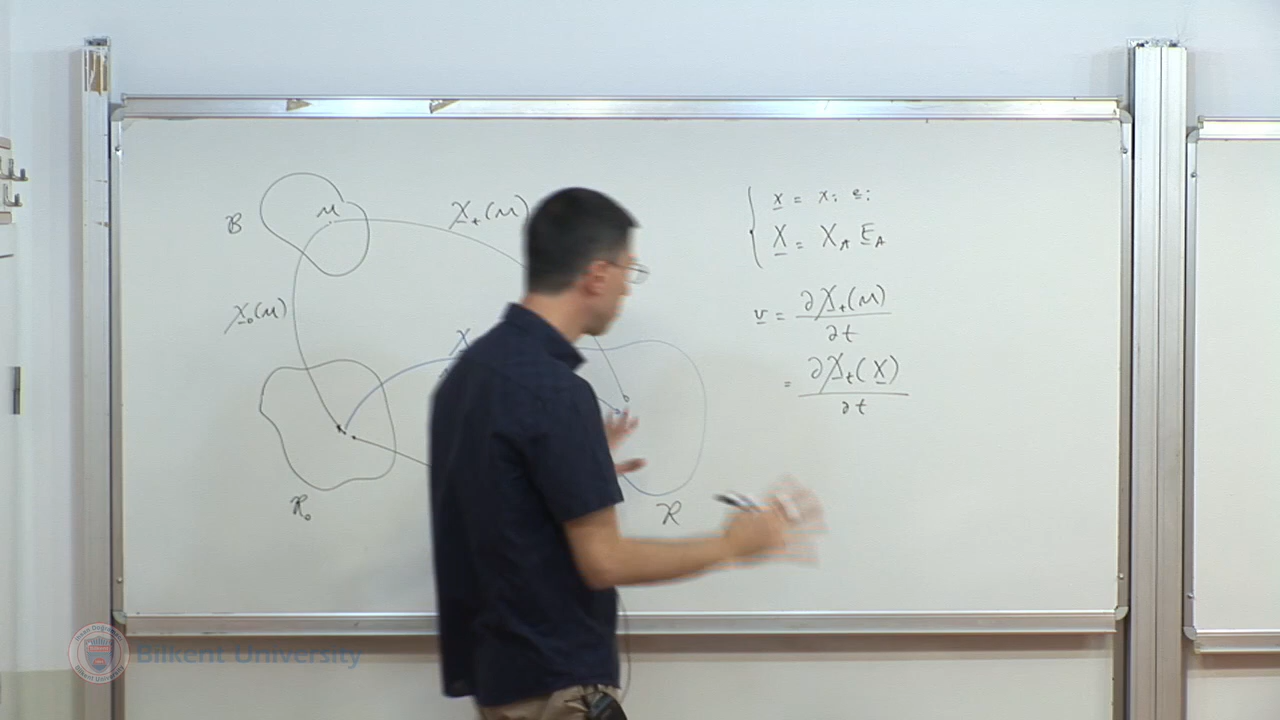 B
M
χ_t(M)
χ_0(M)
χ
R_0
R
x = x_i e_i
X = X_A E_A
v = ∂χ_t(M) / ∂t
= ∂χ_t(X) / ∂t
Bilkent University